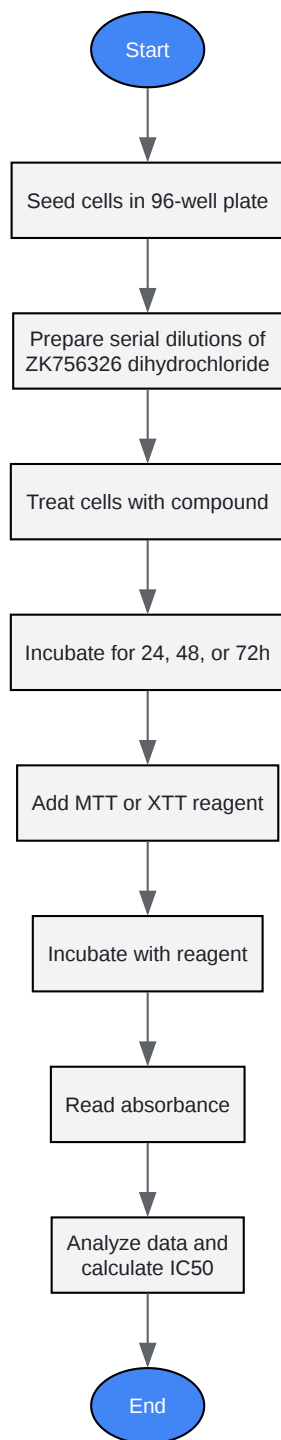 Start
Seed cells in 96-well plate
Prepare serial dilutions of
ZK756326 dihydrochloride
Treat cells with compound
Incubate for 24, 48, or 72h
Add MTT or XTT reagent
Incubate with reagent
Read absorbance
Analyze data and
calculate IC50
End